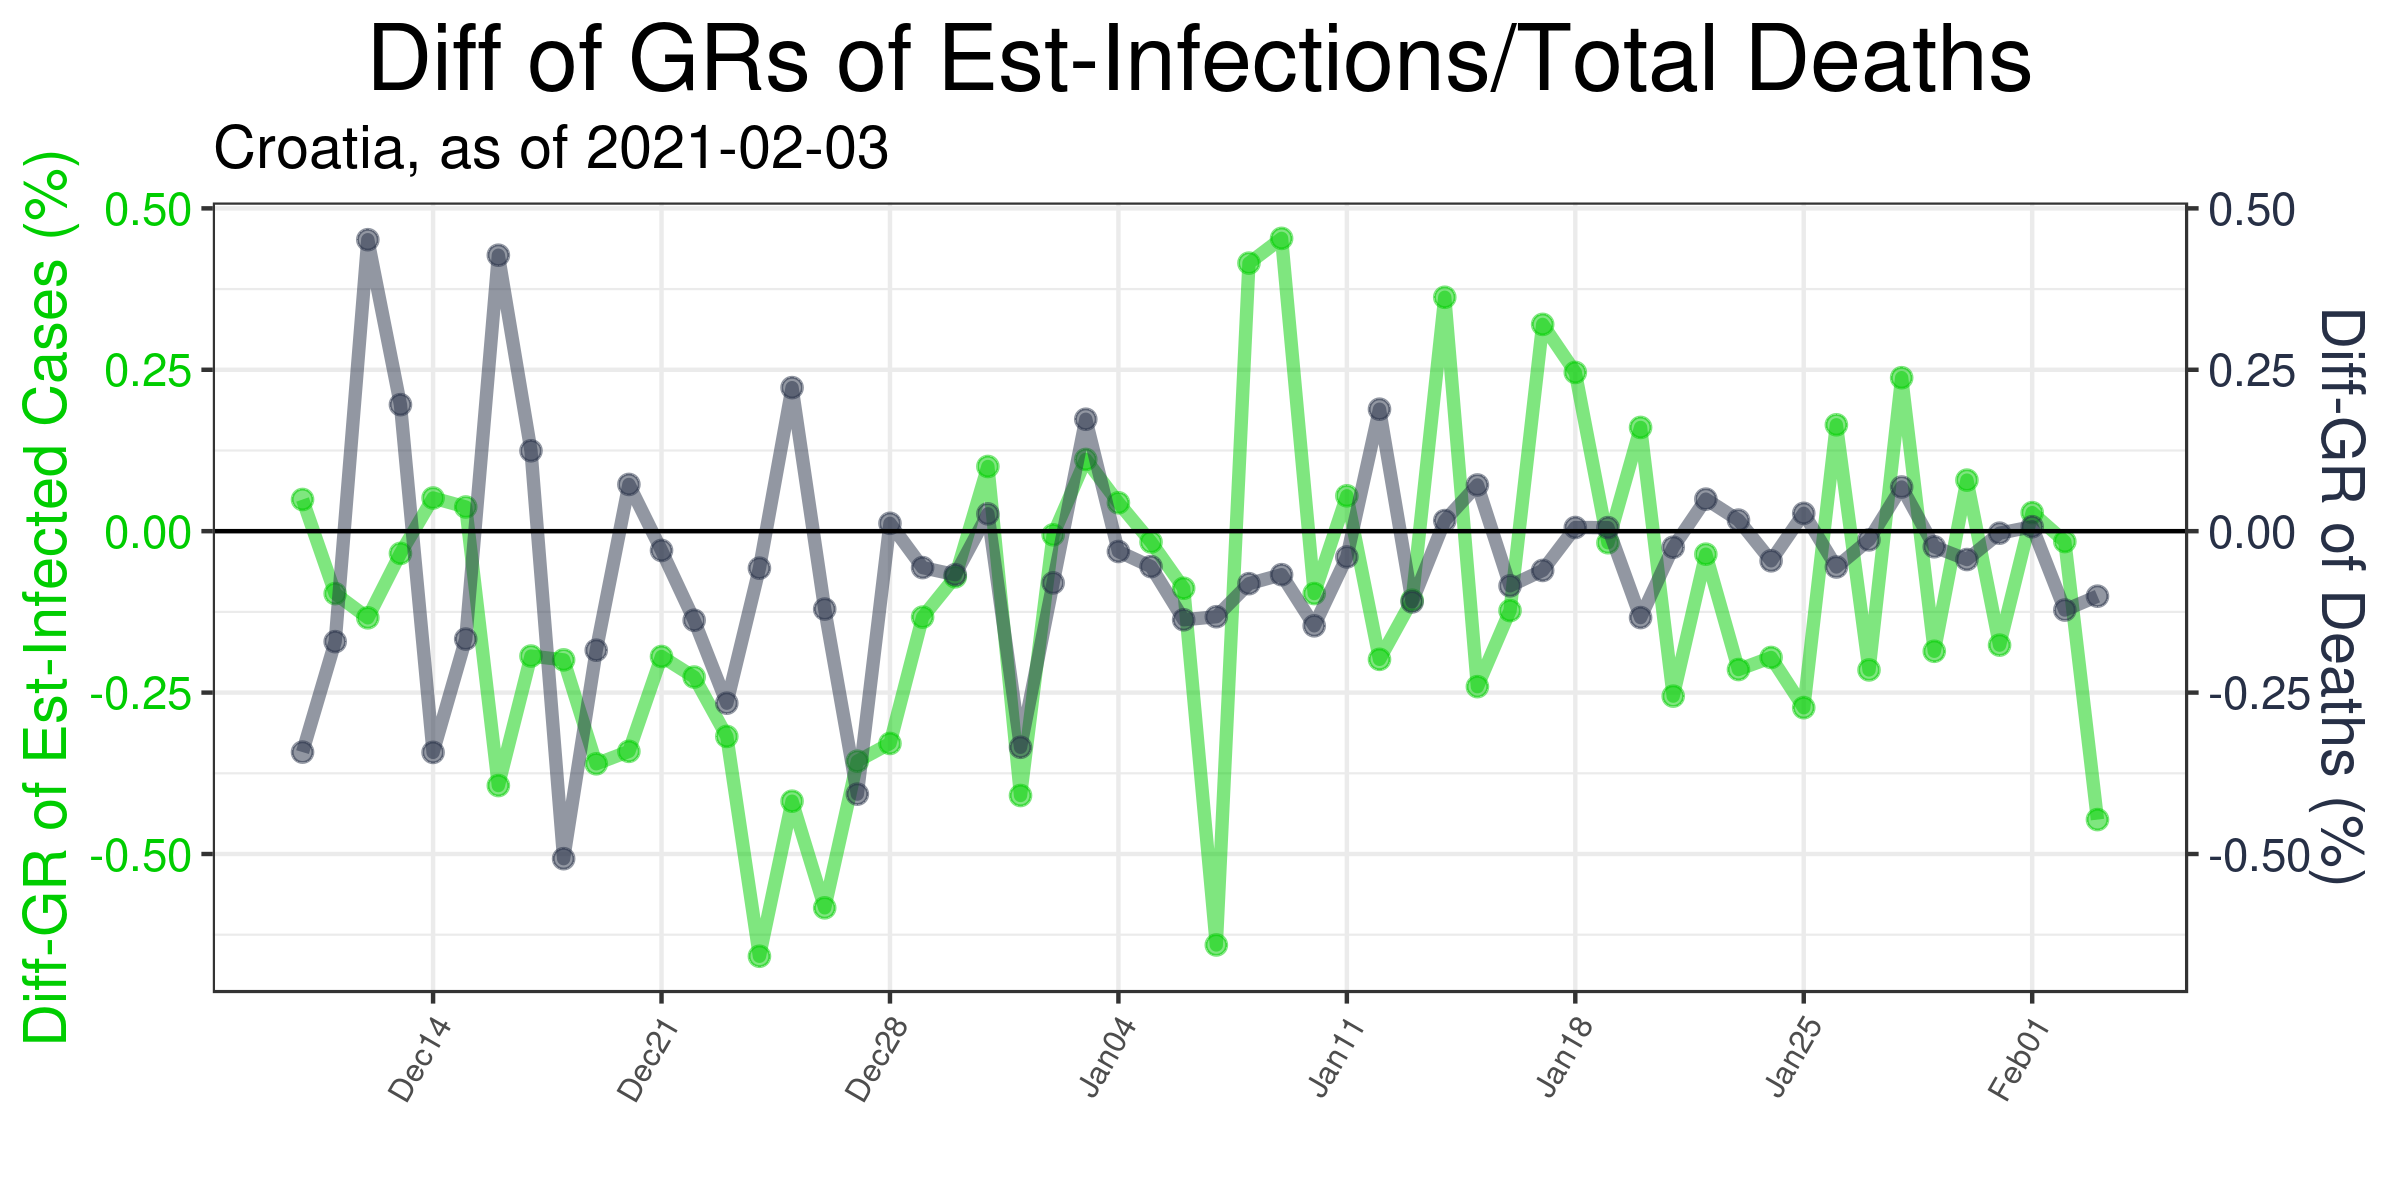 Diff of GRs of Est-Infections/Total Deaths
Croatia, as of 2021-02-03
Diff-GR of Est-Infected Cases (%)
0.50
0.25
0.00
-0.25
-0.50
0.50
0.25
0.00
-0.25
-0.50
Diff-GR of Deaths (%)
Dec14
Dec21
Dec28
Jan04
Jan11
Jan18
Jan25
Feb01